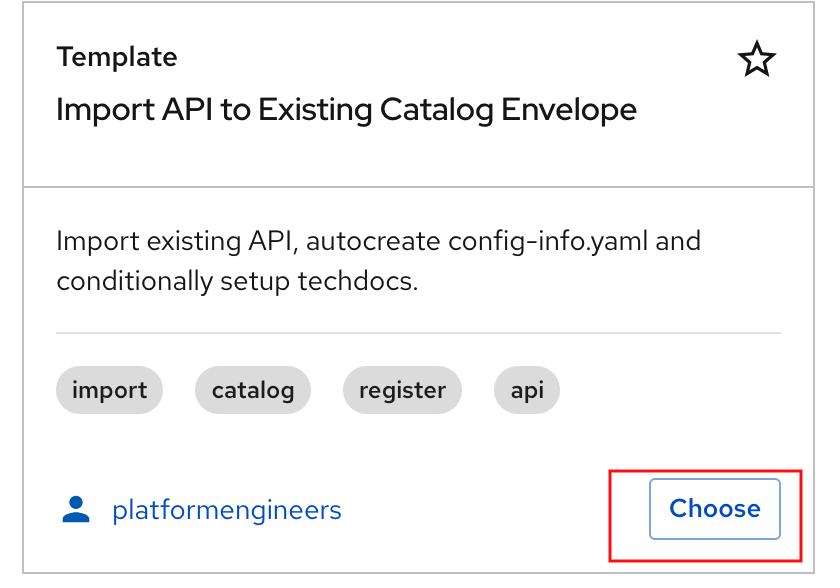 Template
Import API to Existing Catalog Envelope
Import existing API, autocreate config-info.yaml and
conditionally setup techdocs.
import catalog register api
platformengineers Choose